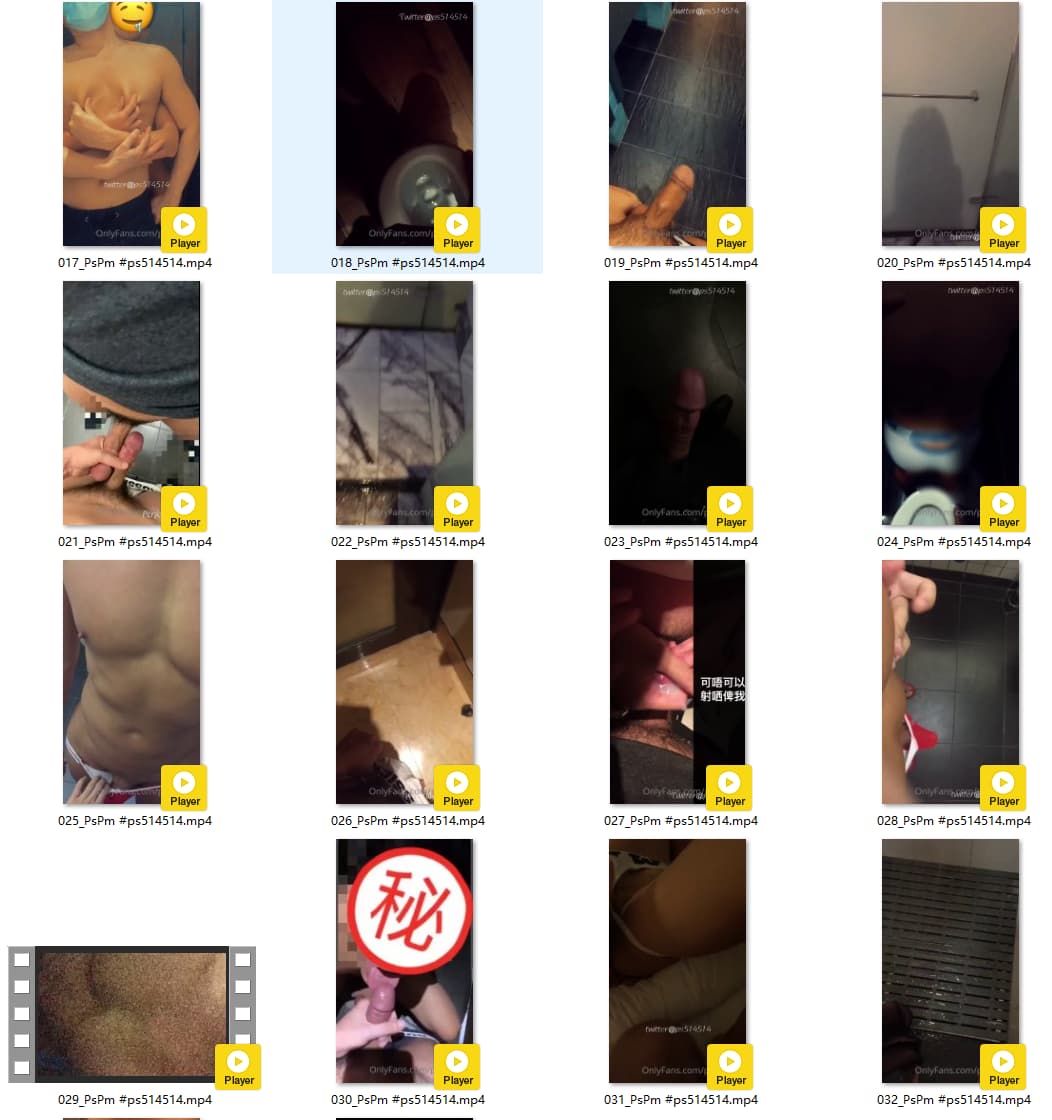 twitter@ps514514
OnlyFans.com/p
Player
Twitter@ps514514
OnlyFans.com/p
Player
twitter@ps514514
OnlyFans.com/p
Player
OnlyFans.com/p
Player
017_PsPm #ps514514.mp4
018_PsPm #ps514514.mp4
019_PsPm #ps514514.mp4
020_PsPm #ps514514.mp4
Player
twitter@ps514514
OnlyFans.com/p
Player
twitter@ps514514
OnlyFans.com/p
Player
twitter@ps514514
Player
021_PsPm #ps514514.mp4
022_PsPm #ps514514.mp4
023_PsPm #ps514514.mp4
024_PsPm #ps514514.mp4
Player
OnlyFans.com/p
Player
可唔可以
射哂俾我
Player
OnlyFans.com/p
Player
025_PsPm #ps514514.mp4
026_PsPm #ps514514.mp4
027_PsPm #ps514514.mp4
028_PsPm #ps514514.mp4
Player
秘
OnlyFans.com/p
Player
twitter@ps514514
OnlyFans.com/p
Player
OnlyFans.com/p
Player
029_PsPm #ps514514.mp4
030_PsPm #ps514514.mp4
031_PsPm #ps514514.mp4
032_PsPm #ps514514.mp4